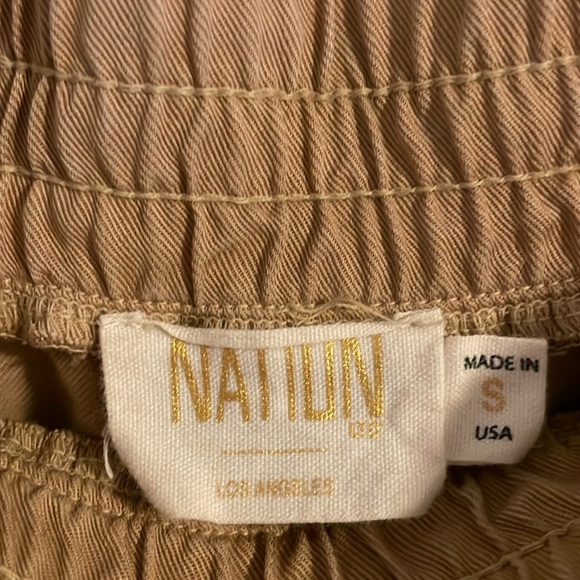 NATION
LTD
LOS ANGELES
MADE IN
S
USA